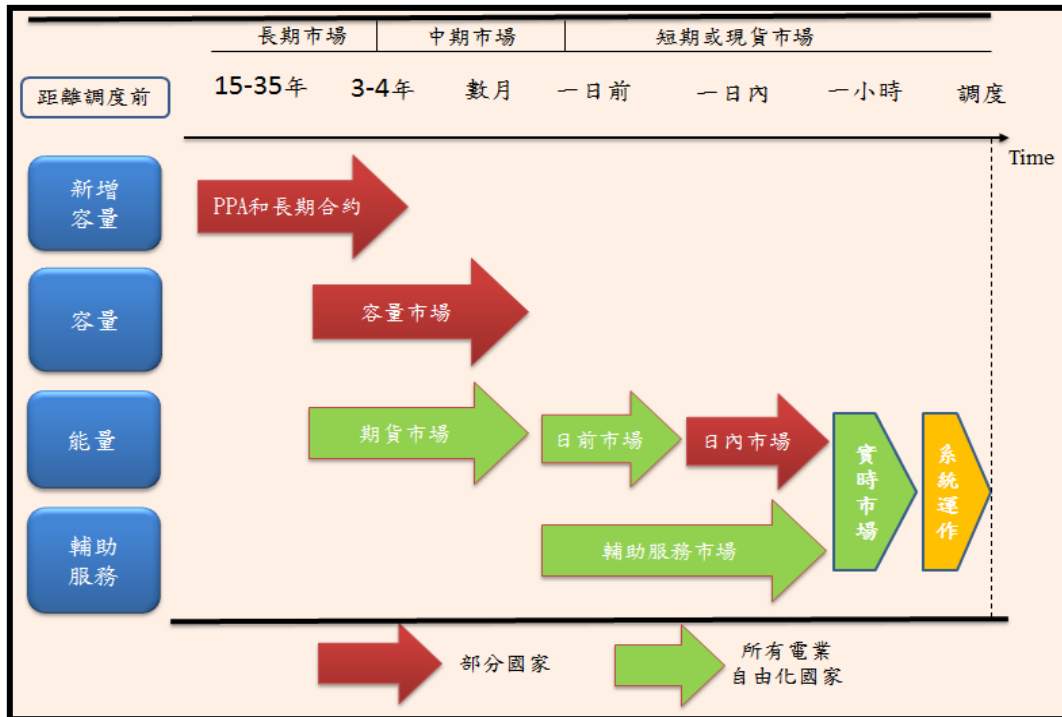 長期市場 中期市場 短期或現貨市場
距離調度前 15-35年 3-4年 數月 一日前 一日內 一小時 調度
Time
新增
容量
PPA和長期合約
容量
容量市場
能量
期貨市場
日前市場
日內市場
實時市場
系統運作
輔助
服務
輔助服務市場
部分國家
所有電業
自由化國家